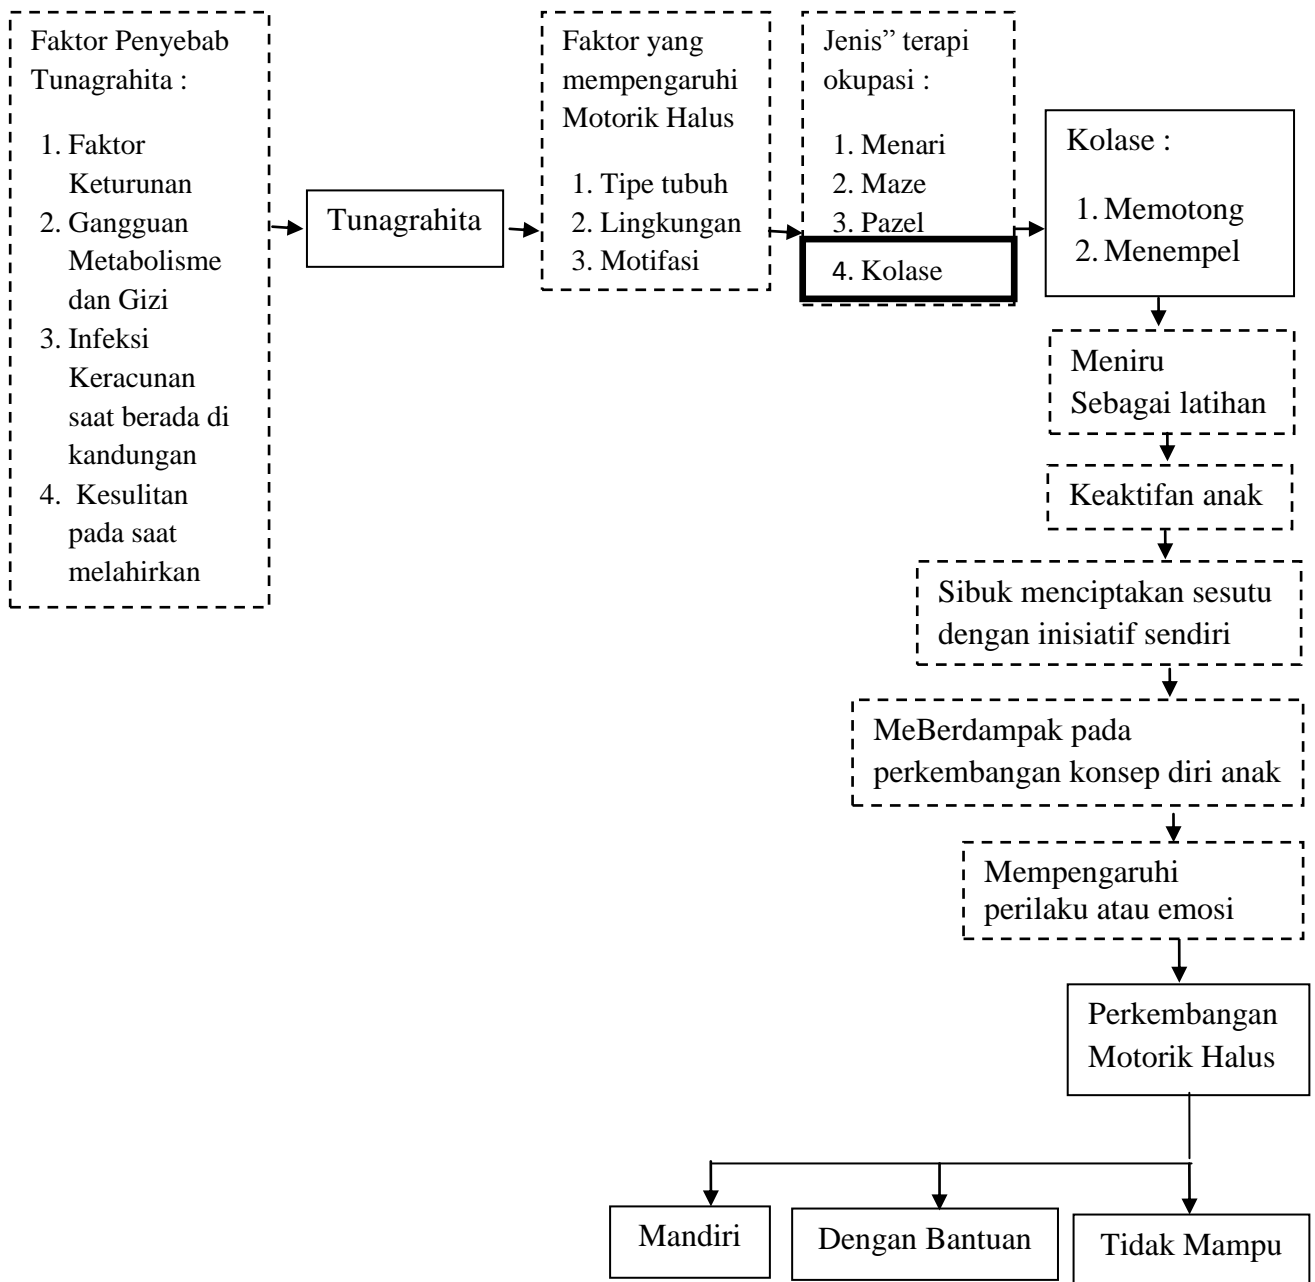 Faktor Penyebab
Tunagrahita :
1. Faktor
Keturunan
2. Gangguan
Metabolisme
dan Gizi
3. Infeksi
Keracunan
saat berada di
kandungan
4. Kesulitan
pada saat
melahirkan
Tunagrahita
Faktor yang
mempengaruhi
Motorik Halus
1. Tipe tubuh
2. Lingkungan
3. Motifasi
Jenis” terapi
okupasi :
1. Menari
2. Maze
3. Pazel
4. Kolase
Kolase :
1. Memotong
2. Menempel
Meniru
Sebagai latihan
Keaktifan anak
Sibuk menciptakan sesutu
dengan inisiatif sendiri
MeBerdampak pada
perkembangan konsep diri anak
Mempengaruhi
perilaku atau emosi
Perkembangan
Motorik Halus
Mandiri
Dengan Bantuan
Tidak Mampu